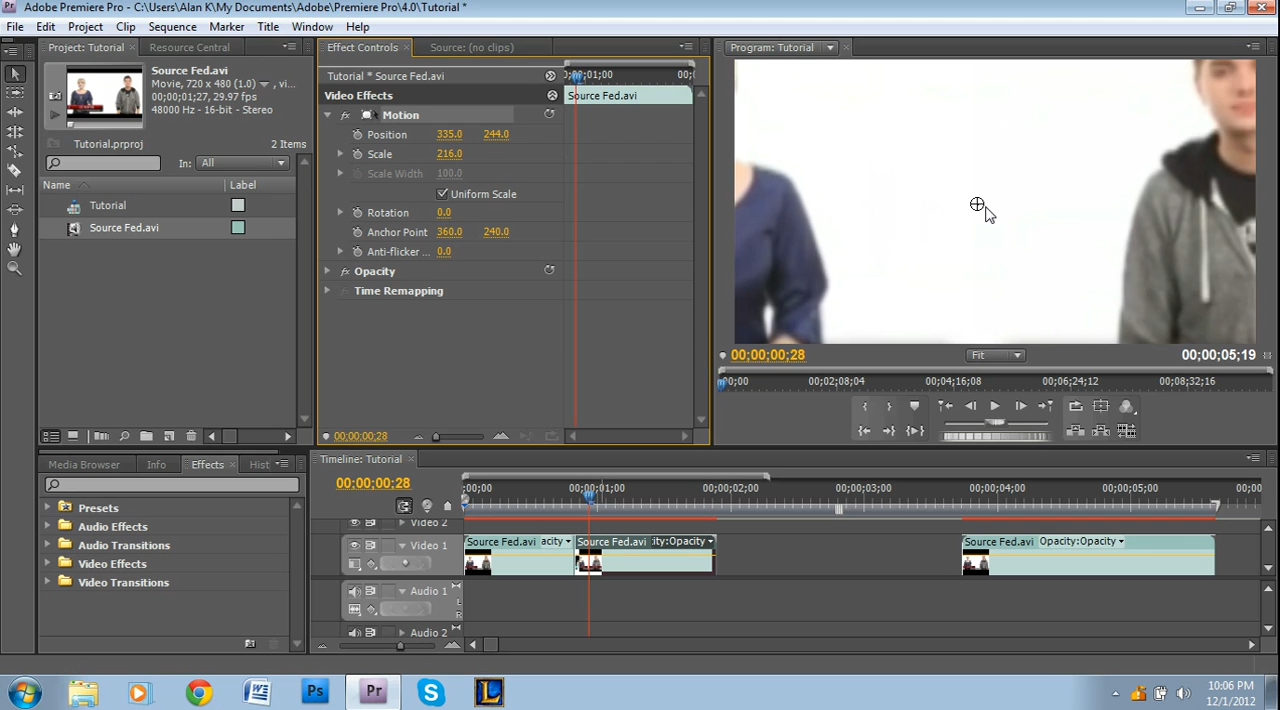 Adobe Premiere Pro - C:\Users\Alan K\My Documents\Adobe\Premiere Pro\4.0\Tutorial *
File Edit Project Clip Sequence Marker Title Window Help
Project: Tutorial Resource Central
Source Fed.avi
Movie, 720 x 480 (1.0) , vi...
00;00;01;27, 29.97 fps
48000 Hz - 16-bit - Stereo
Tutorial.prproj 2 Items
In: All
Name Label
Tutorial
Source Fed.avi
Effect Controls Source: (no clips)
Tutorial * Source Fed.avi
Video Effects
Motion
Position 335.0 244.0
Scale 216.0
Scale Width 100.0
Uniform Scale
Rotation 0.0
Anchor Point 360.0 240.0
Anti-flicker ... 0.0
Opacity
Time Remapping
00;00;00;28
;00;01;00 00;
Source Fed.avi
Program: Tutorial
00;00;00;28 Fit 00;00;05;19
;00;00 00;02;08;04 00;04;16;08 00;06;24;12 00;08;32;16
Media Browser Info Effects Hist
Presets
Audio Effects
Audio Transitions
Video Effects
Video Transitions
Timeline: Tutorial
00;00;00;28
;00;00 00;00;01;00 00;00;02;00 00;00;03;00 00;00;04;00 00;00;05;00 00;00
Video 2
Video 1
Source Fed.avi acity
Source Fed.avi ity:Opacity
Source Fed.avi Opacity:Opacity
Audio 1
L
R
Audio 2
W Ps Pr S L
10:06 PM
12/1/2012